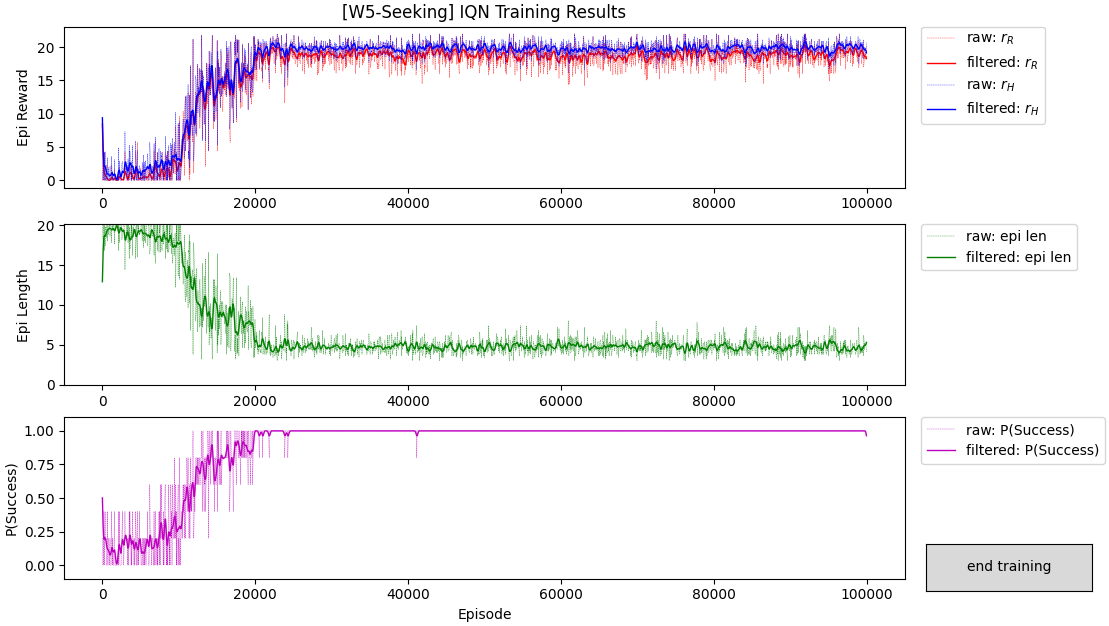 [W5-Seeking] IQN Training Results
Epi Reward
20
15
10
5
0
0 20000 40000 60000 80000 100000
raw: r_R
filtered: r_R
raw: r_H
filtered: r_H
Epi Length
20
15
10
5
0
0 20000 40000 60000 80000 100000
raw: epi len
filtered: epi len
P(Success)
1.00
0.75
0.50
0.25
0.00
0 20000 40000 60000 80000 100000
Episode
raw: P(Success)
filtered: P(Success)
end training